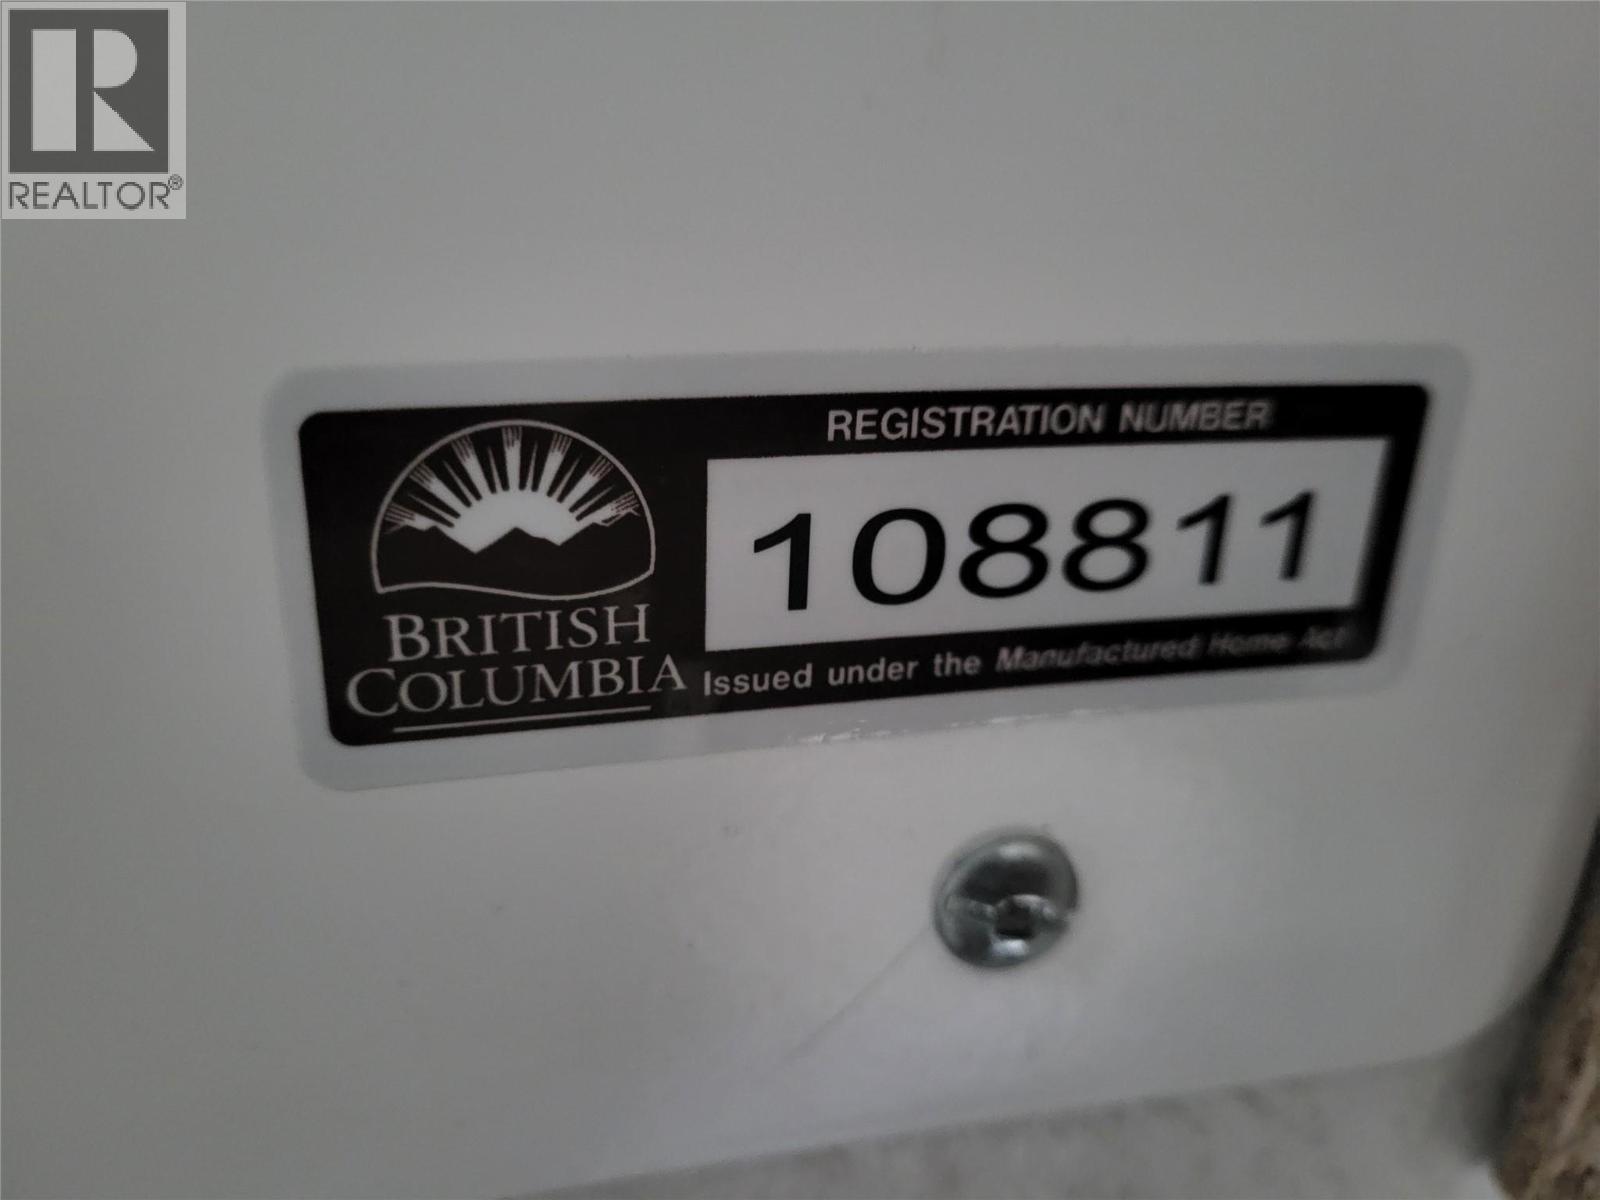 REALTOR®
REGISTRATION NUMBER
108811
BRITISH
COLUMBIA
Issued under the Manufactured Home Act